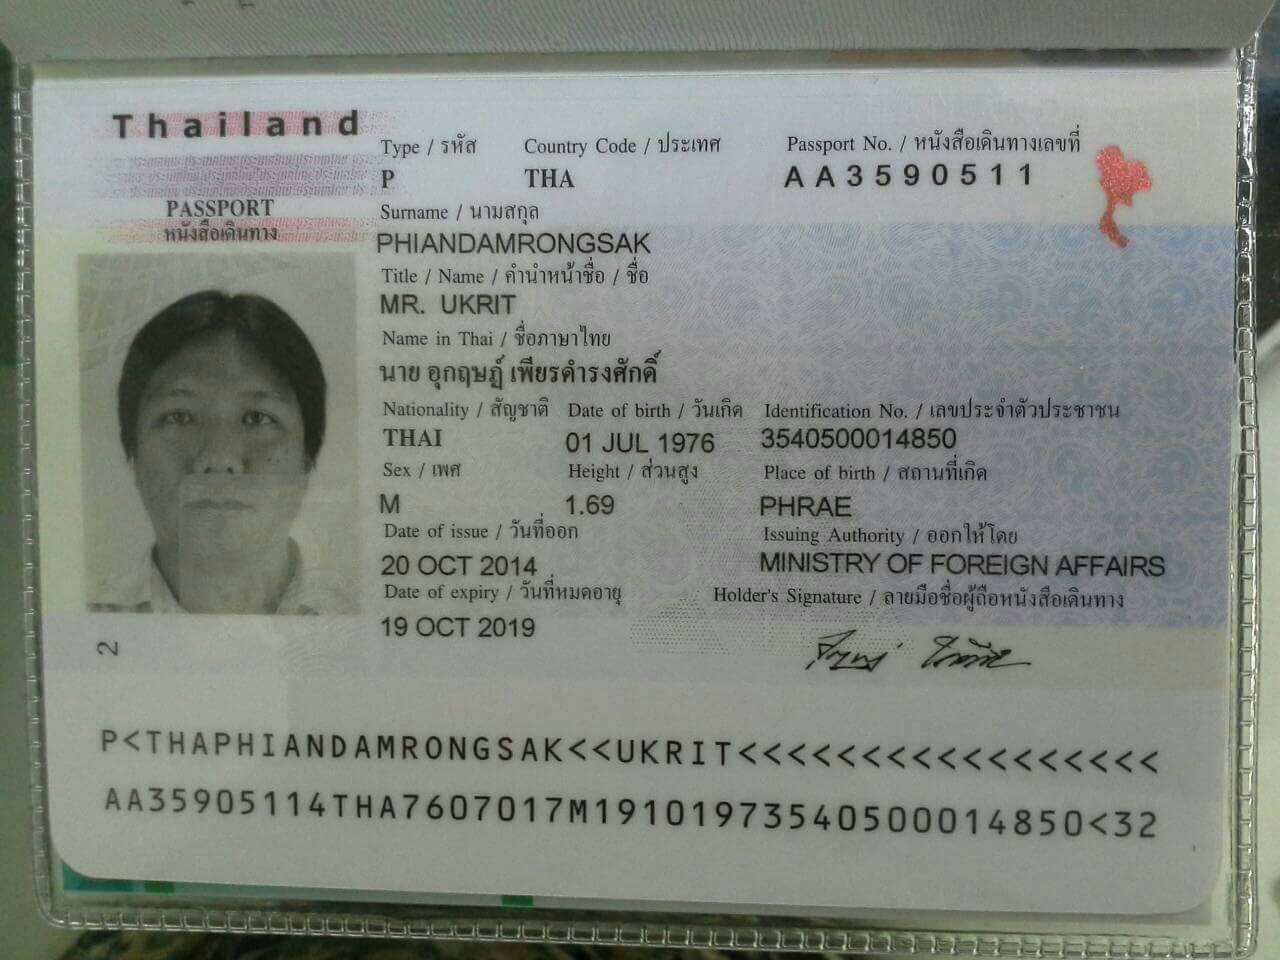 Thailand
PASSPORT
หนังสือเดินทาง
Type / รหัส Country Code / ประเทศ Passport No. / หนังสือเดินทางเลขที่
P THA AA3590511
Surname / นามสกุล
PHIANDAMRONGSAK
Title / Name / คำนำหน้าชื่อ / ชื่อ
MR. UKRIT
Name in Thai / ชื่อภาษาไทย
นาย อุกฤษฏ์ เพียรดำรงศักดิ์
Nationality / สัญชาติ Date of birth / วันเกิด Identification No. / เลขประจำตัวประชาชน
THAI 01 JUL 1976 3540500014850
Sex / เพศ Height / ส่วนสูง Place of birth / สถานที่เกิด
M 1.69 PHRAE
Date of issue / วันที่ออก Issuing Authority / ออกให้โดย
20 OCT 2014 MINISTRY OF FOREIGN AFFAIRS
Date of expiry / วันที่หมดอายุ Holder's Signature / ลายมือชื่อผู้ถือหนังสือเดินทาง
19 OCT 2019
2
P<THAPHIANDAMRONGSAK<<UKRIT<<<<<<<<<<<<<<<<<
AA35905114THA7607017M19101973540500014850<32